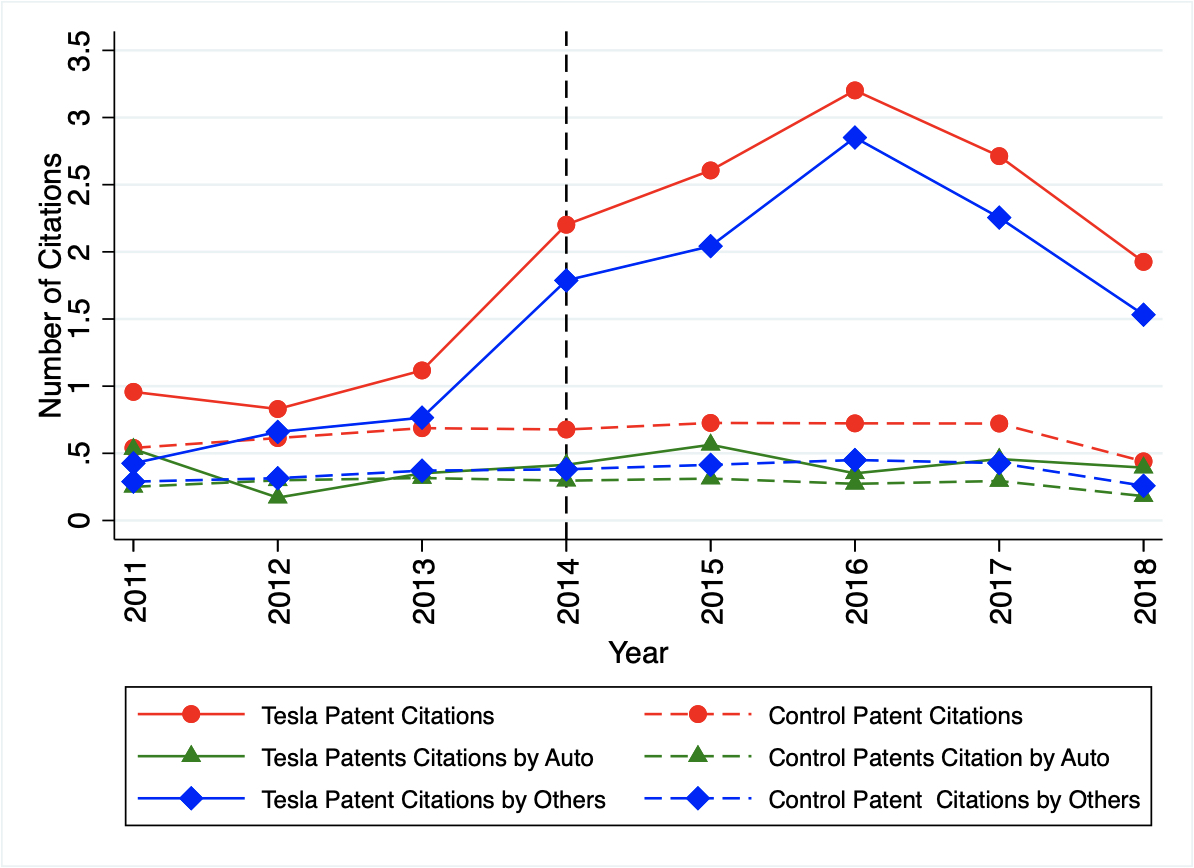 Number of Citations
3.5
3
2.5
2
1.5
1
.5
0
2011 2012 2013 2014 2015 2016 2017 2018
Year
Tesla Patent Citations
Control Patent Citations
Tesla Patents Citations by Auto
Control Patents Citation by Auto
Tesla Patent Citations by Others
Control Patent  Citations by Others